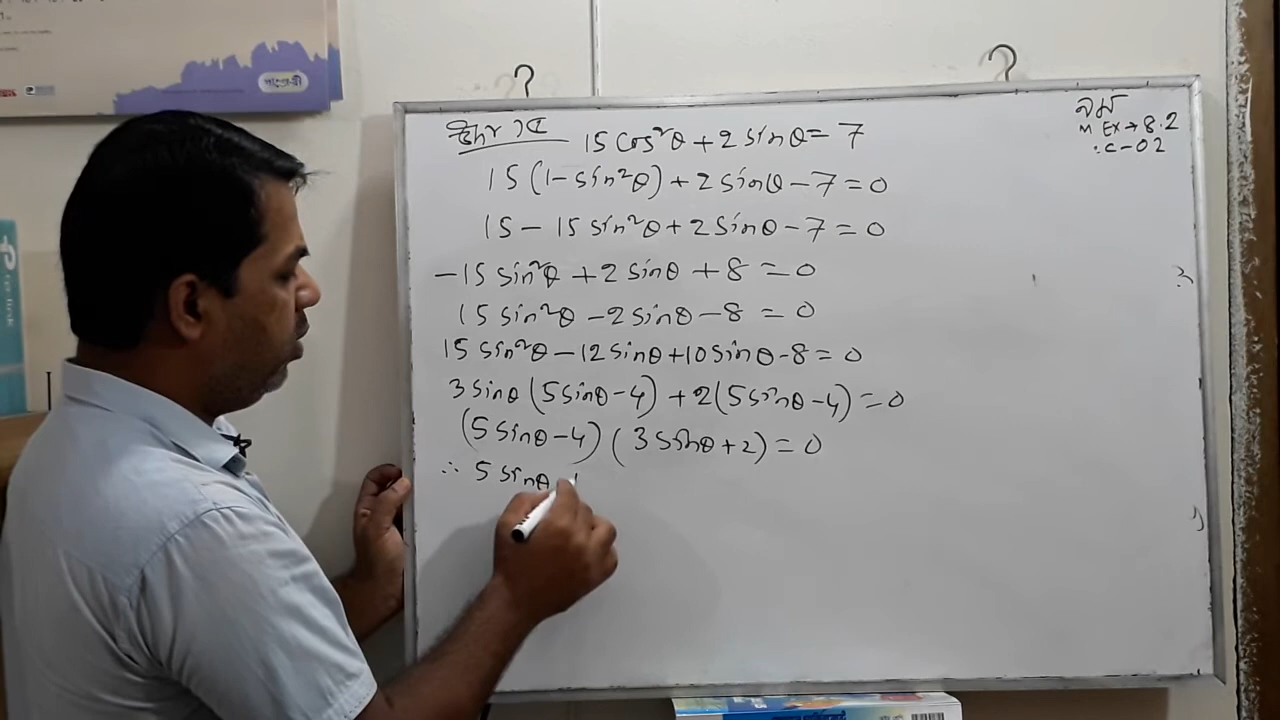 15 cos²θ + 2 sinθ = 7
15 (1 - sin²θ) + 2 sinθ - 7 = 0
15 - 15 sin²θ + 2 sinθ - 7 = 0
- 15 sin²θ + 2 sinθ + 8 = 0
15 sin²θ - 2 sinθ - 8 = 0
15 sin²θ - 12 sinθ + 10 sinθ - 8 = 0
3 sinθ (5 sinθ - 4) + 2 (5 sinθ - 4) = 0
(5 sinθ - 4) (3 sinθ + 2) = 0
∴ 5 sinθ
নবম
M Ex → 8.2
পাঞ্জেরী